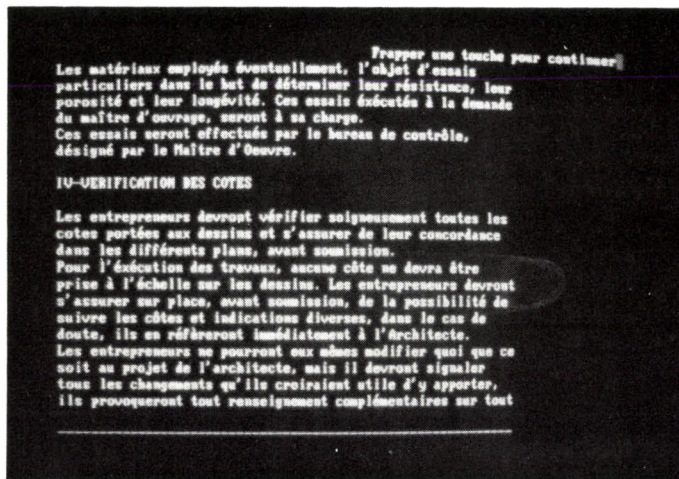 Frapper une touche pour continuer
Les matériaux employés éventuellement, l'objet d'essais
particuliers dans le but de déterminer leur résistance, leur
porosité et leur longévité. Ces essais éxécutés à la demande
du maître d'ouvrage, seront à sa charge.
Ces essais seront effectués par le bureau de contrôle,
désigné par le Maître d'Oeuvre.
IV-VERIFICATION DES COTES
Les entrepreneurs devront vérifier soigneusement toutes les
cotes portées aux dessins et s'assurer de leur concordance
dans les différents plans, avant soumission.
Pour l'éxécution des travaux, aucune côte ne devra être
prise à l'échelle sur les dessins. Les entrepreneurs devront
s'assurer sur place, avant soumission, de la possibilité de
suivre les côtes et indications diverses, dans le cas de
doute, ils en réfèreront immédiatement à l'Architecte.
Les entrepreneurs ne pourront eux mêmes modifier quoi que ce
soit au projet de l'architecte, mais il devront signaler
tous les changements qu'ils croiraient utile d'y apporter,
ils provoqueront tout renseignement complémentaires sur tout